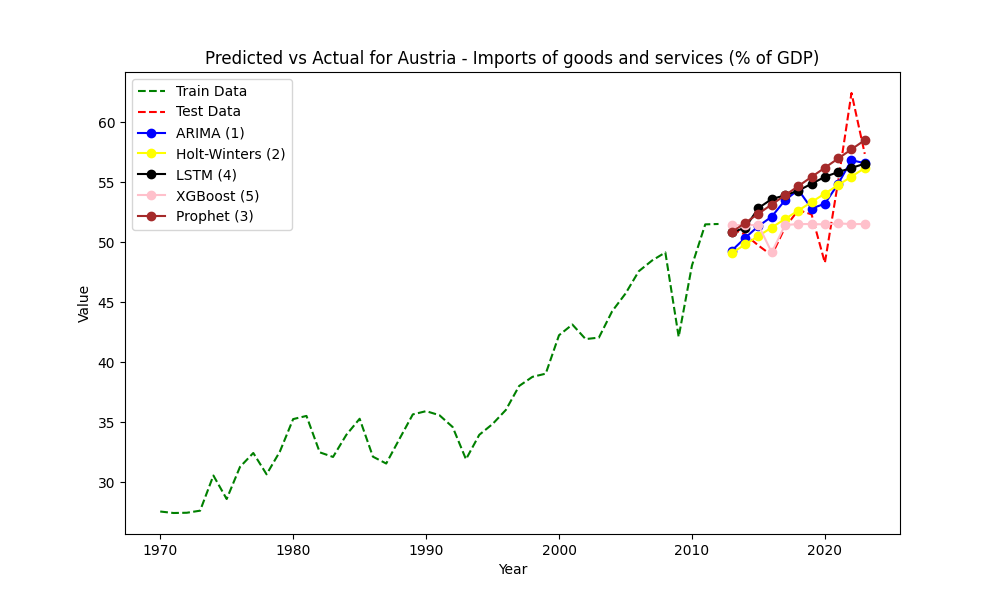 Predicted vs Actual for Austria - Imports of goods and services (% of GDP)
Train Data
Test Data
ARIMA (1)
Holt-Winters (2)
LSTM (4)
XGBoost (5)
Prophet (3)
Value
60
55
50
45
40
35
30
1970
1980
1990
2000
2010
2020
Year